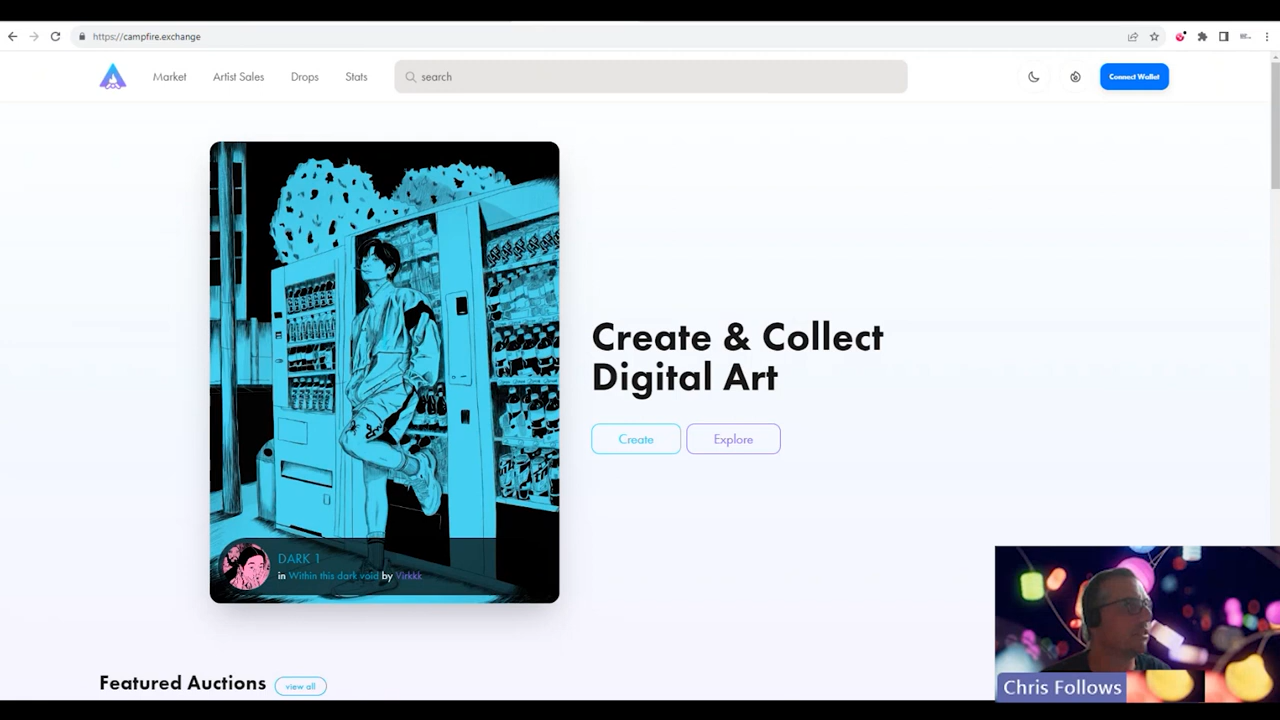 https://campfire.exchange
Market Artist Sales Drops Stats search Connect Wallet
Create & Collect
Digital Art
Create Explore
DARK 1
in Within this dark void by Virkkk
Featured Auctions view all
Chris Follows